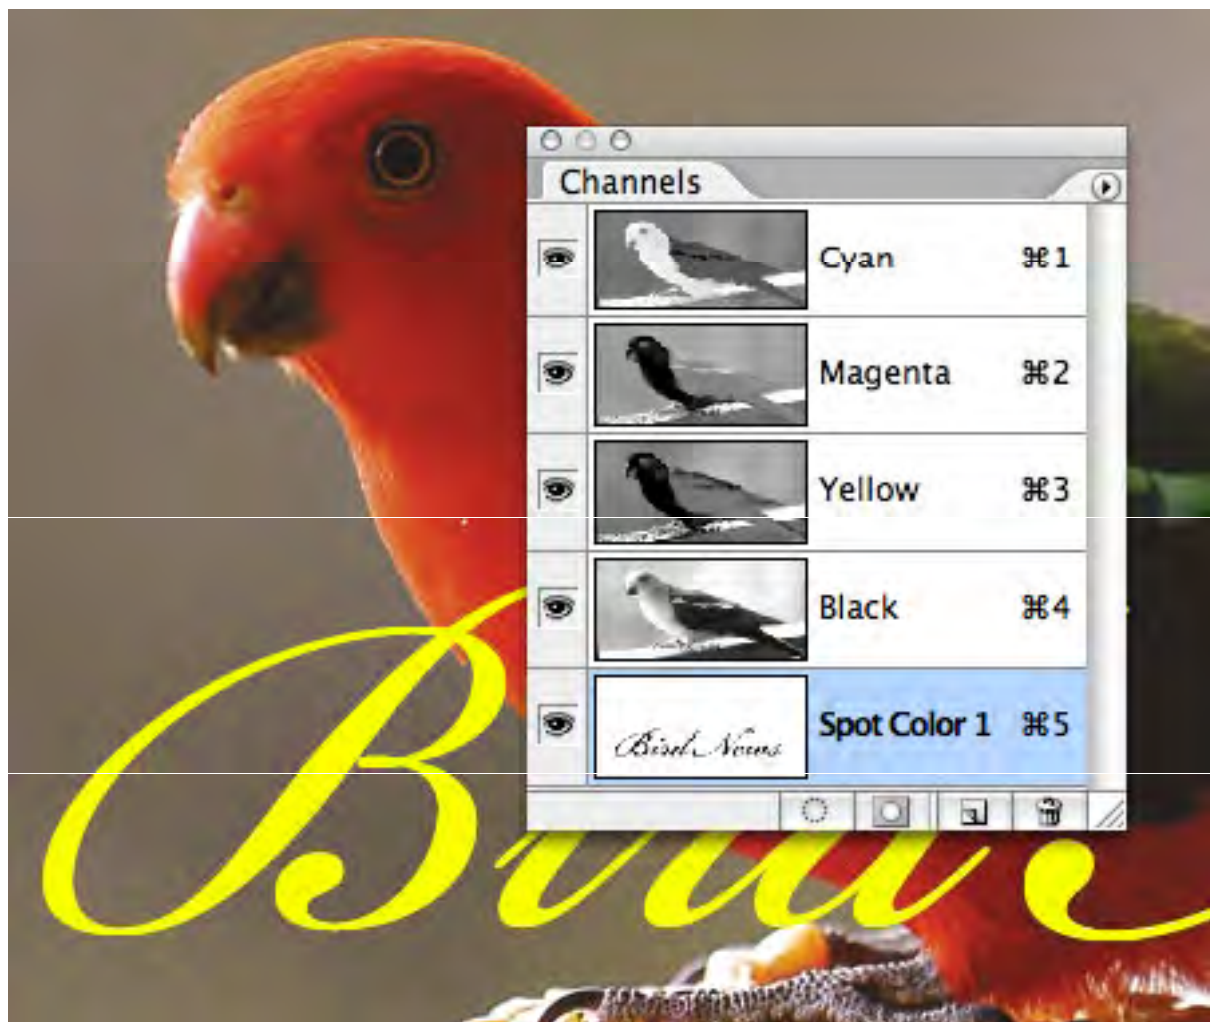 Channels
Cyan ⌘1
Magenta ⌘2
Yellow ⌘3
Black ⌘4
Bird News
Spot Color 1 ⌘5
Bird